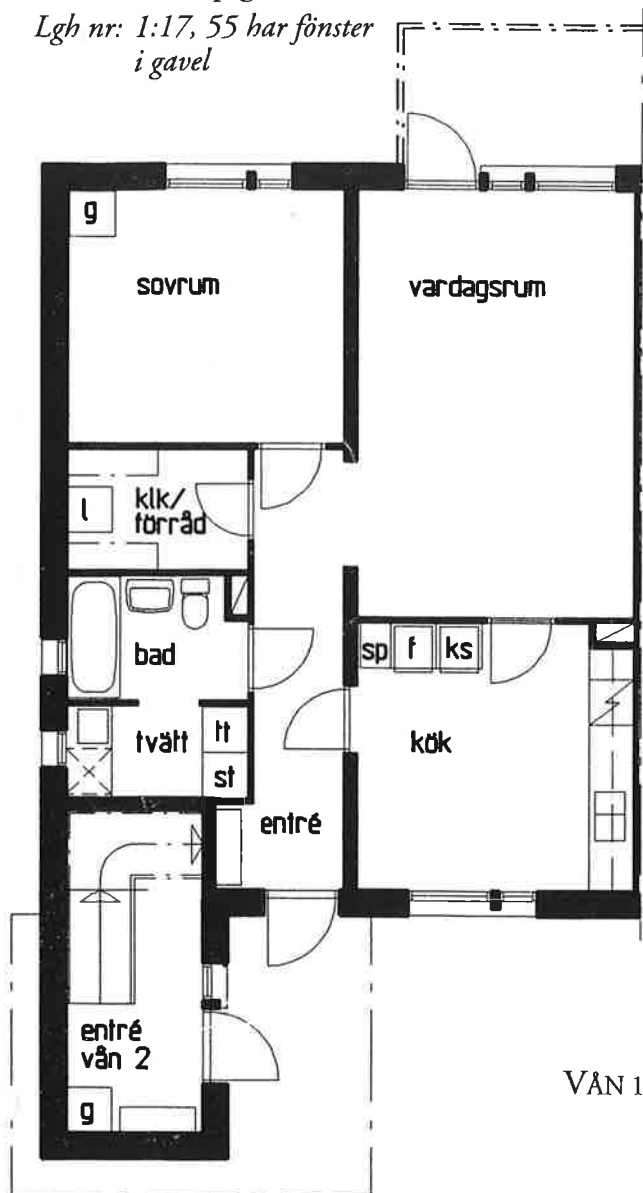 Lgh nr: 1:17, 55 har fönster
i gavel
g
sovrum
vardagsrum
l
klk/
förråd
bad
sp
f
ks
tvätt
tt
st
kök
entré
entré
vån 2
g
VÅN 1